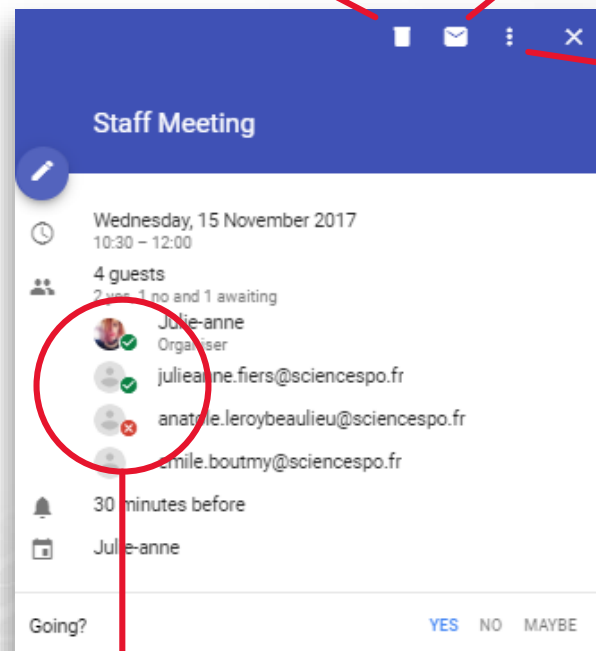 Staff Meeting
Wednesday, 15 November 2017
10:30 – 12:00
4 guests
2 yes, 1 no and 1 awaiting
Julie-anne
Organiser
julieanne.fiers@sciencespo.fr
anatole.leroybeaulieu@sciencespo.fr
emile.boutmy@sciencespo.fr
30 minutes before
Julie-anne
Going? YES NO MAYBE